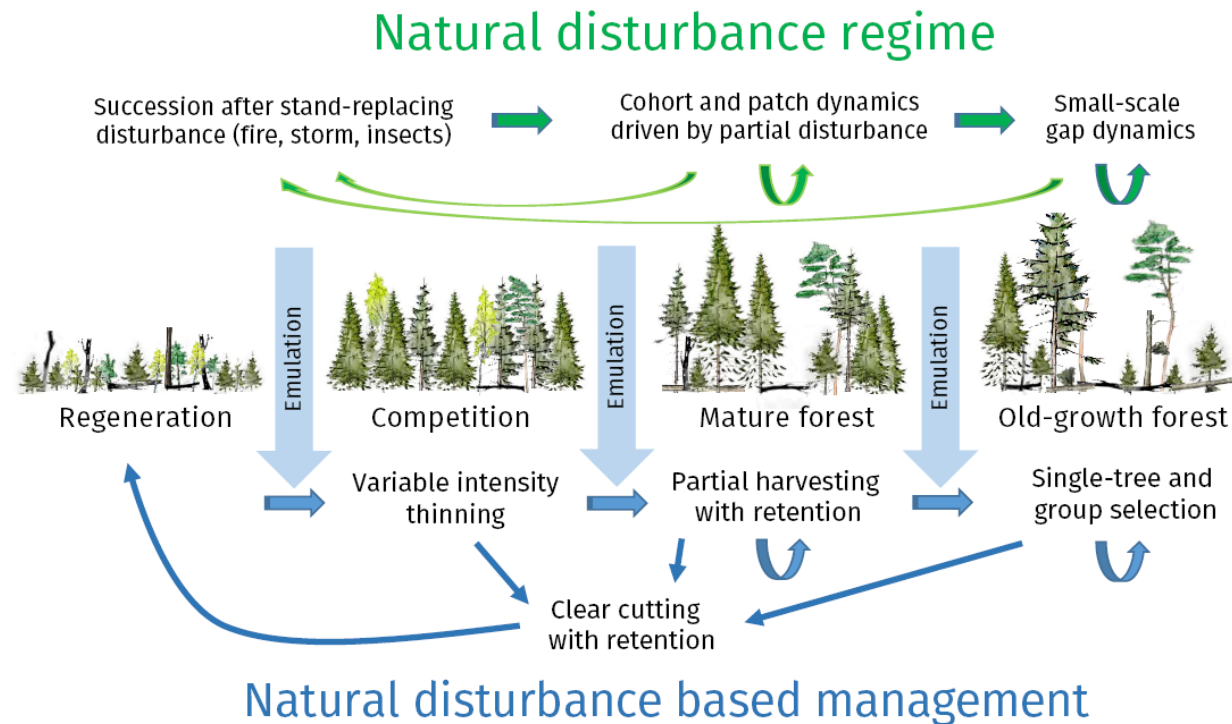 Natural disturbance regime
Succession after stand-replacing
disturbance (fire, storm, insects)
Cohort and patch dynamics
driven by partial disturbance
Small-scale
gap dynamics
Emulation
Emulation
Emulation
Regeneration
Competition
Mature forest
Old-growth forest
Variable intensity
thinning
Partial harvesting
with retention
Single-tree and
group selection
Clear cutting
with retention
Natural disturbance based management